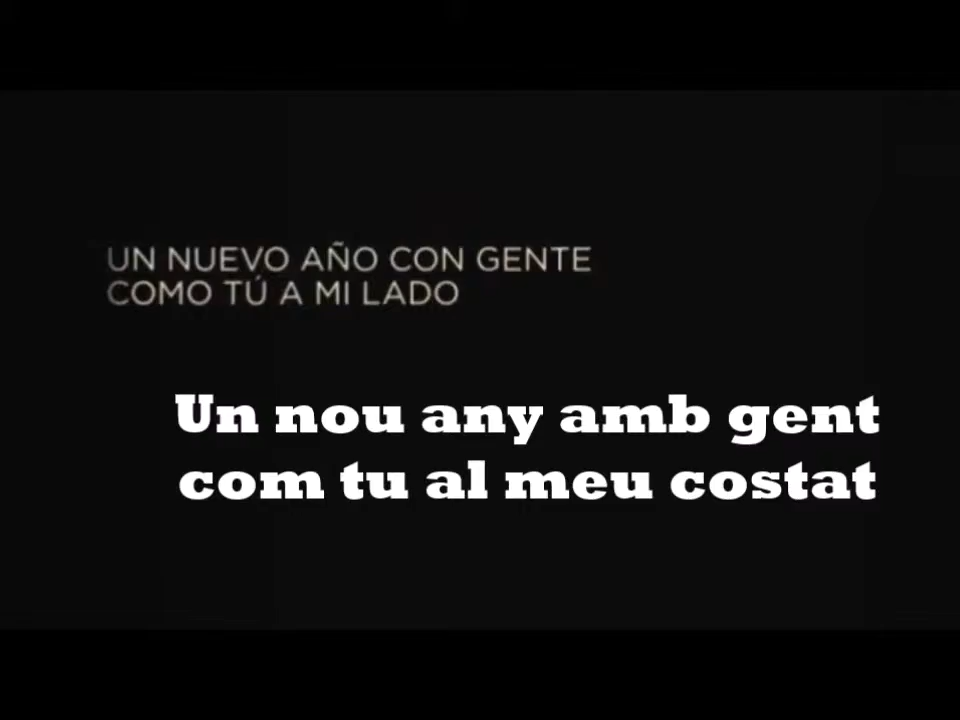 UN NUEVO AÑO CON GENTE
COMO TÚ A MI LADO
Un nou any amb gent
com tu al meu costat